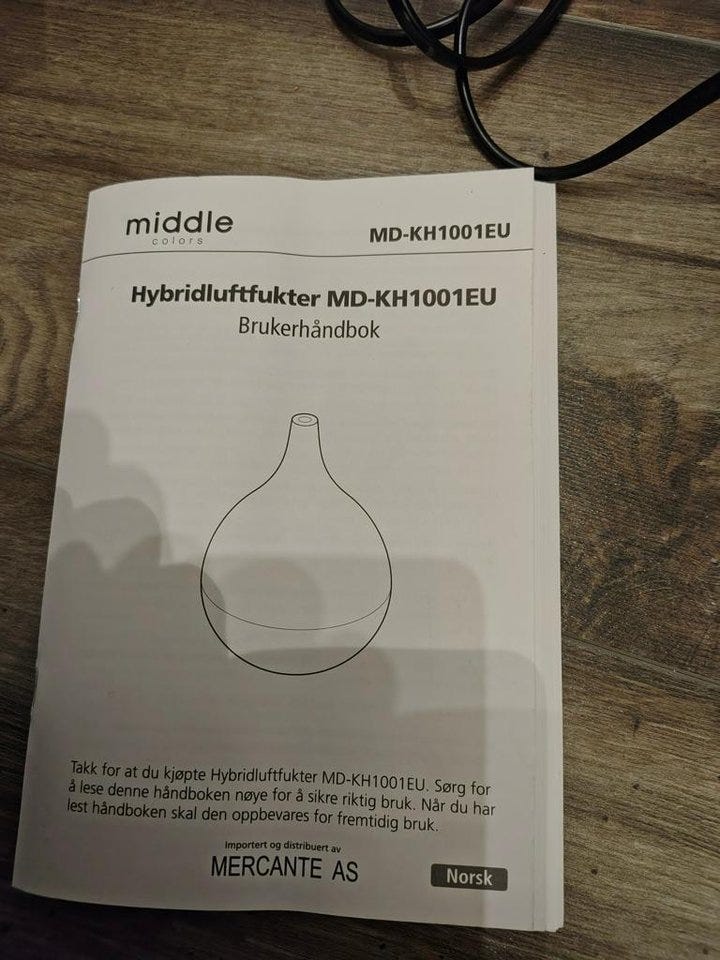 middle
colors
MD-KH1001EU
Hybridluftfukter MD-KH1001EU
Brukerhåndbok
Takk for at du kjøpte Hybridluftfukter MD-KH1001EU. Sørg for
å lese denne håndboken nøye for å sikre riktig bruk. Når du har
lest håndboken skal den oppbevares for fremtidig bruk.
Importert og distribuert av
MERCANTE AS
Norsk